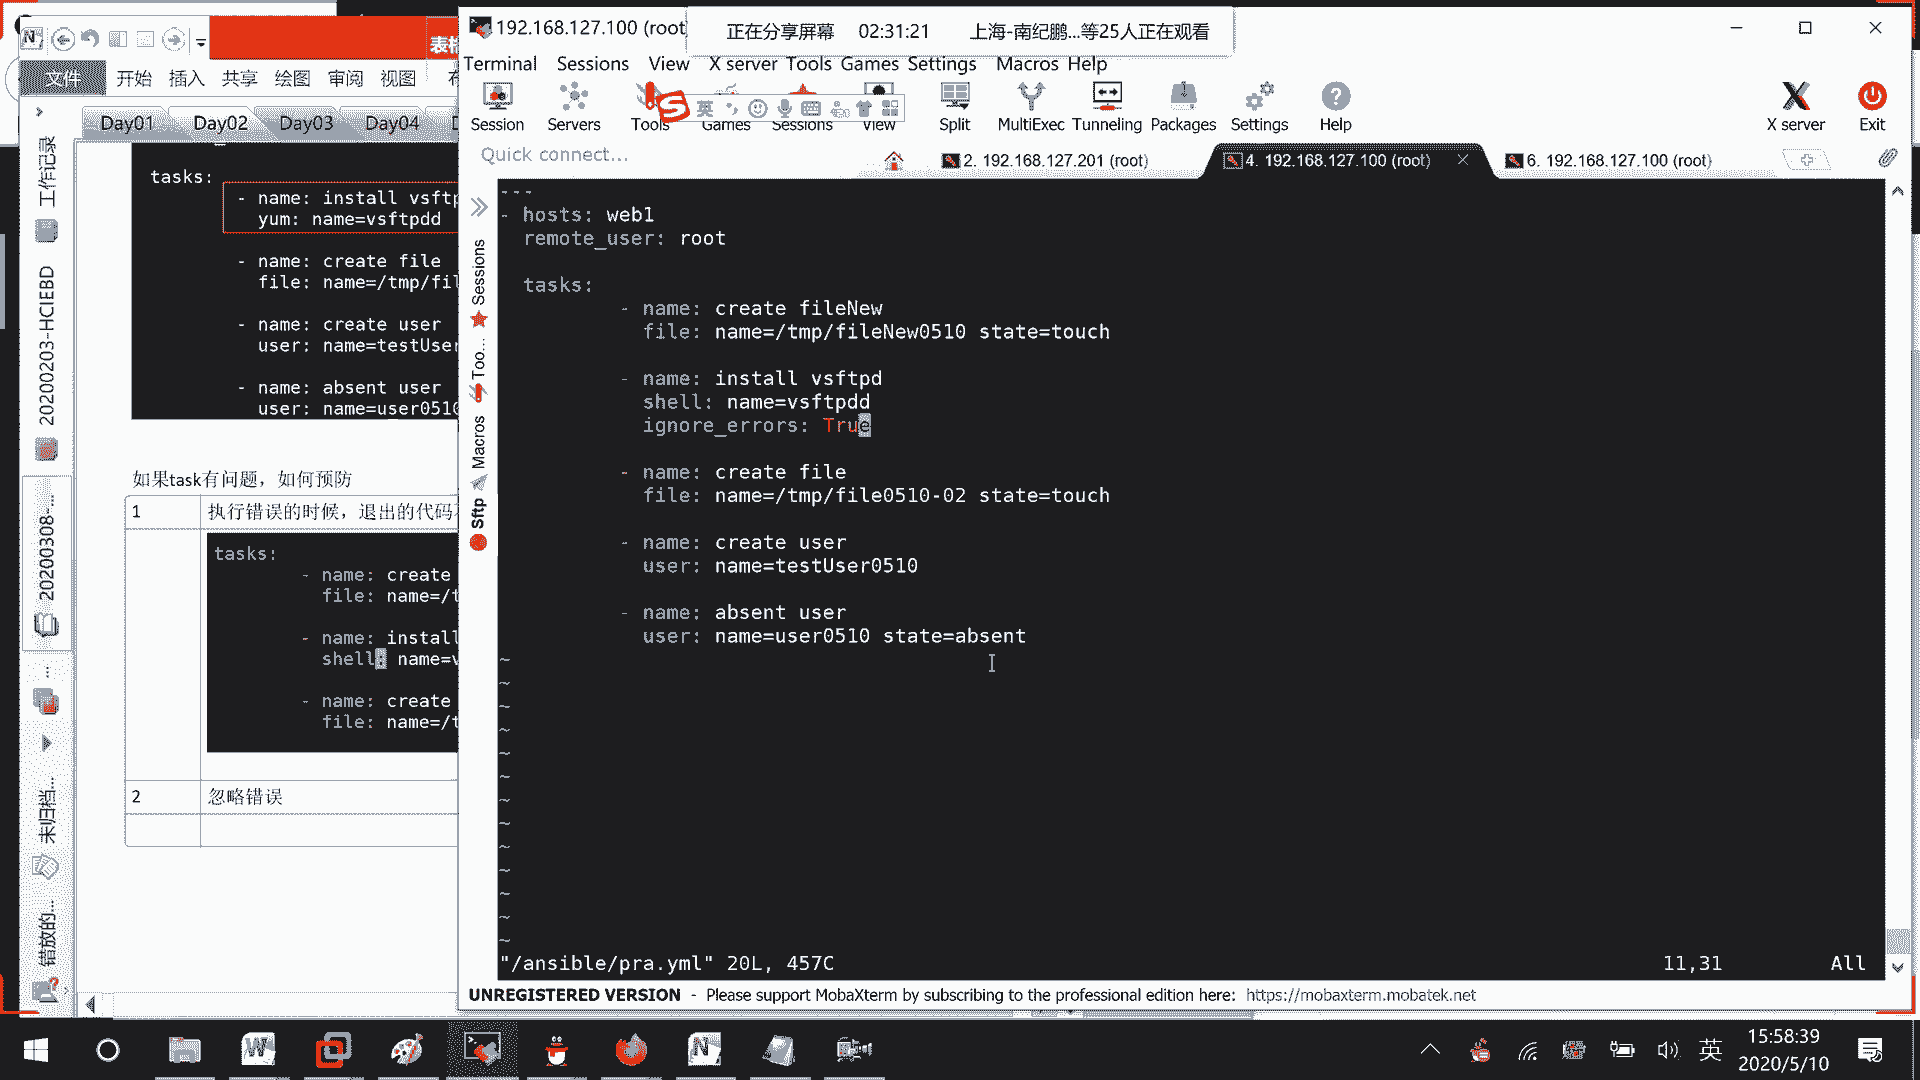 192.168.127.100 (root
正在分享屏幕 02:31:21 上海-南纪鹏...等25人正在观看
Terminal Sessions View X server Tools Games Settings Macros Help
Session Servers Tools Games Sessions View Split MultiExec Tunneling Packages Settings Help X server Exit
英
Quick connect...
2. 192.168.127.201 (root)
4. 192.168.127.100 (root)
6. 192.168.127.100 (root)
表格
文件 开始 插入 共享 绘图 审阅 视图
Day01 Day02 Day03 Day04
工作记录
20200203-HCIEBD
20200308-...
未归档...
错放的...
tasks:
- name: install vsftp
yum: name=vsftpdd
- name: create file
file: name=/tmp/fil
- name: create user
user: name=testUser
- name: absent user
user: name=user0510
如果task有问题，如何预防
1 执行错误的时候，退出的代码
tasks:
- name: create
file: name=/t
- name: install
shell: name=v
- name: create
file: name=/t
2 忽略错误
Sessions
Too...
Macros
Sftp
---
- hosts: web1
remote_user: root
tasks:
- name: create fileNew
file: name=/tmp/fileNew0510 state=touch
- name: install vsftpd
shell: name=vsftpdd
ignore_errors: True
- name: create file
file: name=/tmp/file0510-02 state=touch
- name: create user
user: name=testUser0510
- name: absent user
user: name=user0510 state=absent
~
~
~
~
~
~
~
~
~
~
~
~
~
"/ansible/pra.yml" 20L, 457C 11,31 All
UNREGISTERED VERSION - Please support MobaXterm by subscribing to the professional edition here: https://mobaxterm.mobatek.net
英
15:58:39
2020/5/10